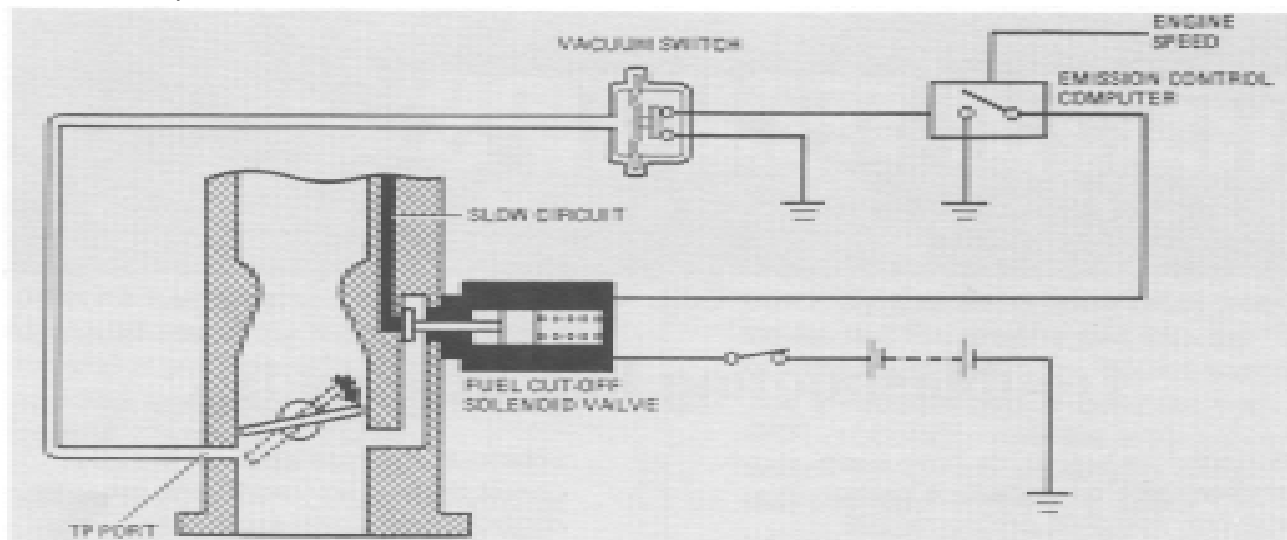 ENGINE
SPEED
VACUUM SWITCH
EMISSION CONTROL
COMPUTER
SLOW CIRCUIT
FUEL CUT-OFF
SOLENOID VALVE
TP PORT